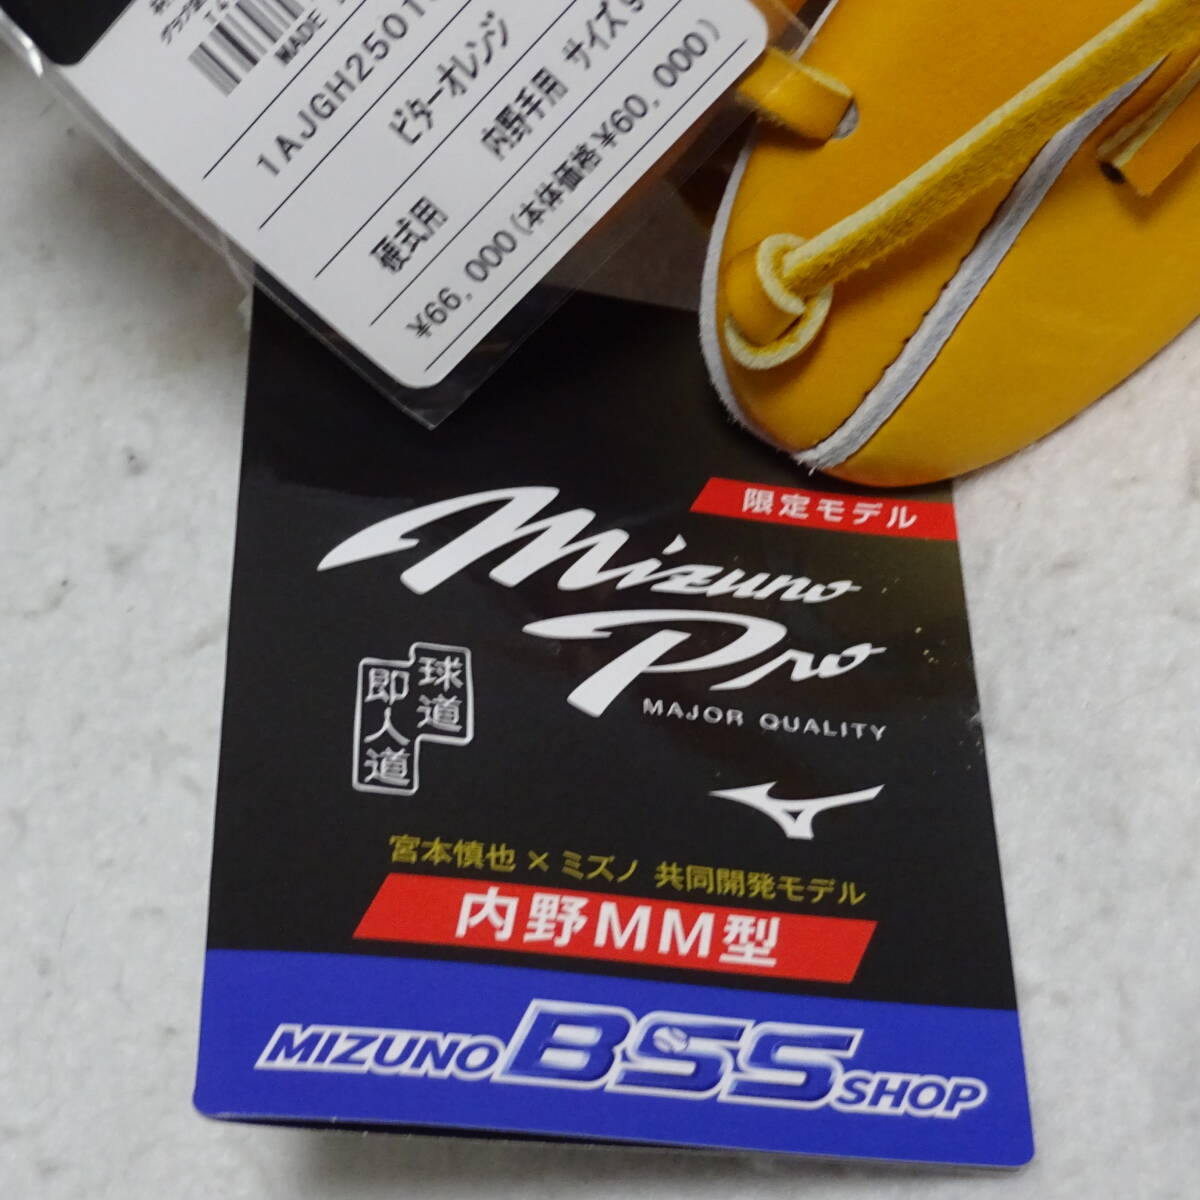 MADE
1AJGH2501
ビターオレンジ
内野手用 サイズ9
硬式用
¥66,000(本体価格¥60,000)
限定モデル
Mizuno
Pro
MAJOR QUALITY
球道
即人道
宮本慎也 × ミズノ 共同開発モデル
内野MM型
MIZUNO BSS SHOP